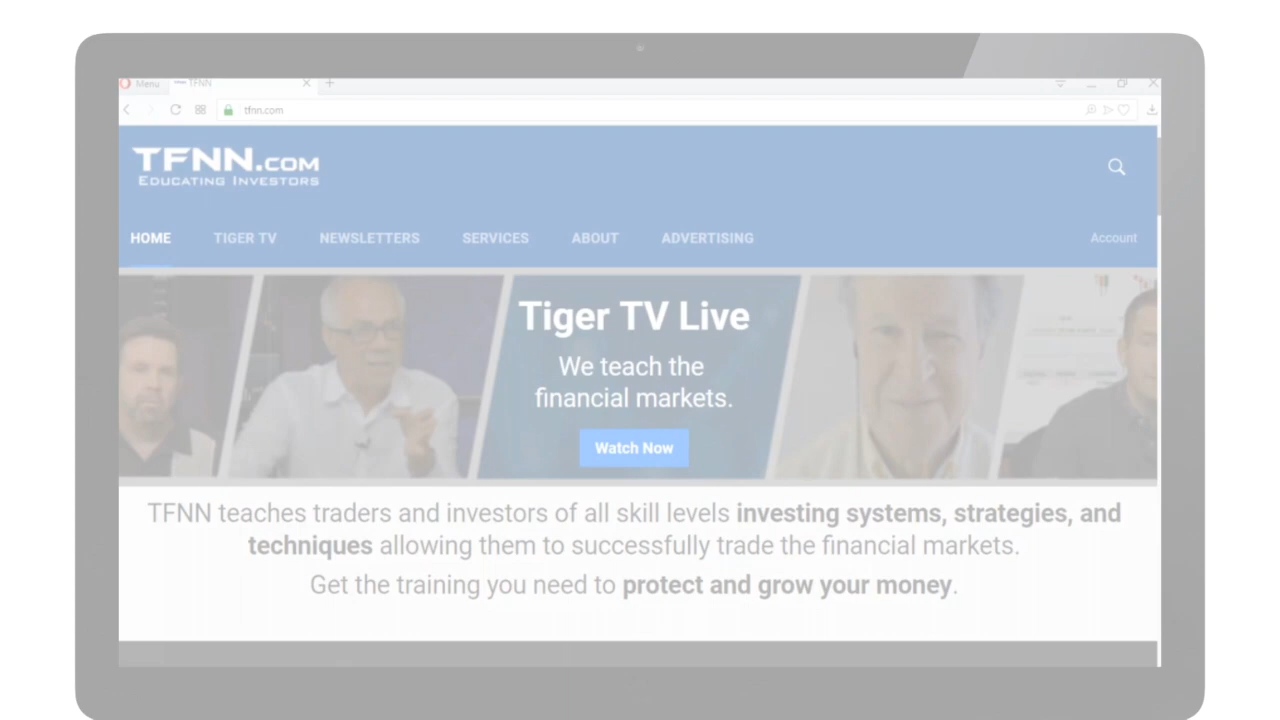 Menu
TFNN
tfnn.com
TFNN.COM
EDUCATING INVESTORS
HOME
TIGER TV
NEWSLETTERS
SERVICES
ABOUT
ADVERTISING
Account
Tiger TV Live
We teach the
financial markets.
Watch Now
TFNN teaches traders and investors of all skill levels investing systems, strategies, and
techniques allowing them to successfully trade the financial markets.
Get the training you need to protect and grow your money.